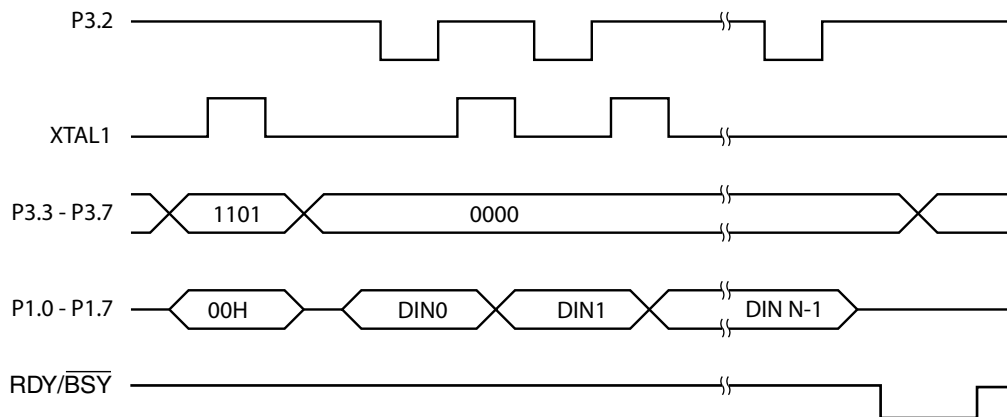 P3.2
XTAL1
P3.3 - P3.7 1101 0000
P1.0 - P1.7 00H DIN0 DIN1 DIN N-1
RDY/BSY